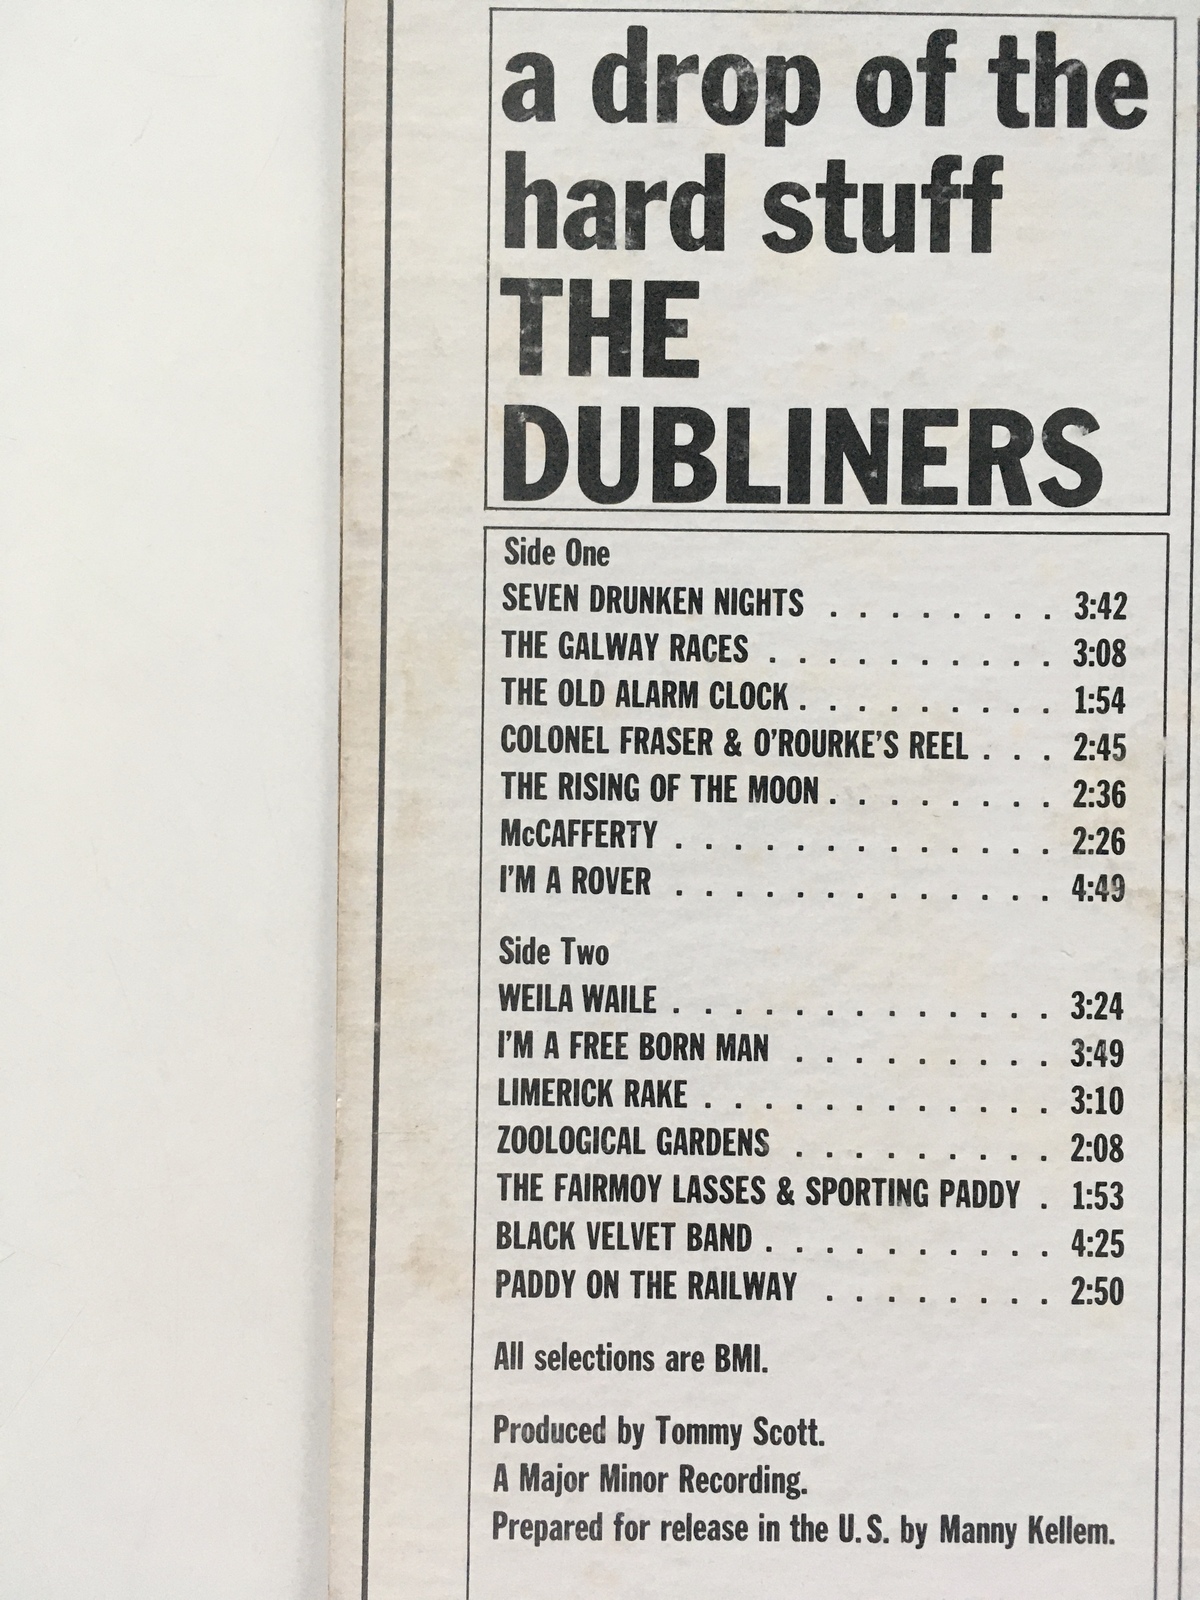 a drop of the
hard stuff
THE
DUBLINERS
Side One
SEVEN DRUNKEN NIGHTS . . . . . . . . 3:42
THE GALWAY RACES . . . . . . . . . . 3:08
THE OLD ALARM CLOCK . . . . . . . . . 1:54
COLONEL FRASER & O'ROURKE'S REEL . . . 2:45
THE RISING OF THE MOON . . . . . . . . 2:36
McCAFFERTY . . . . . . . . . . . . . 2:26
I'M A ROVER . . . . . . . . . . . . . 4:49
Side Two
WEILA WAILE . . . . . . . . . . . . . 3:24
I'M A FREE BORN MAN . . . . . . . . . 3:49
LIMERICK RAKE . . . . . . . . . . . . 3:10
ZOOLOGICAL GARDENS . . . . . . . . . 2:08
THE FAIRMOY LASSES & SPORTING PADDY . 1:53
BLACK VELVET BAND . . . . . . . . . . 4:25
PADDY ON THE RAILWAY . . . . . . . . 2:50
All selections are BMI.
Produced by Tommy Scott.
A Major Minor Recording.
Prepared for release in the U.S. by Manny Kellem.